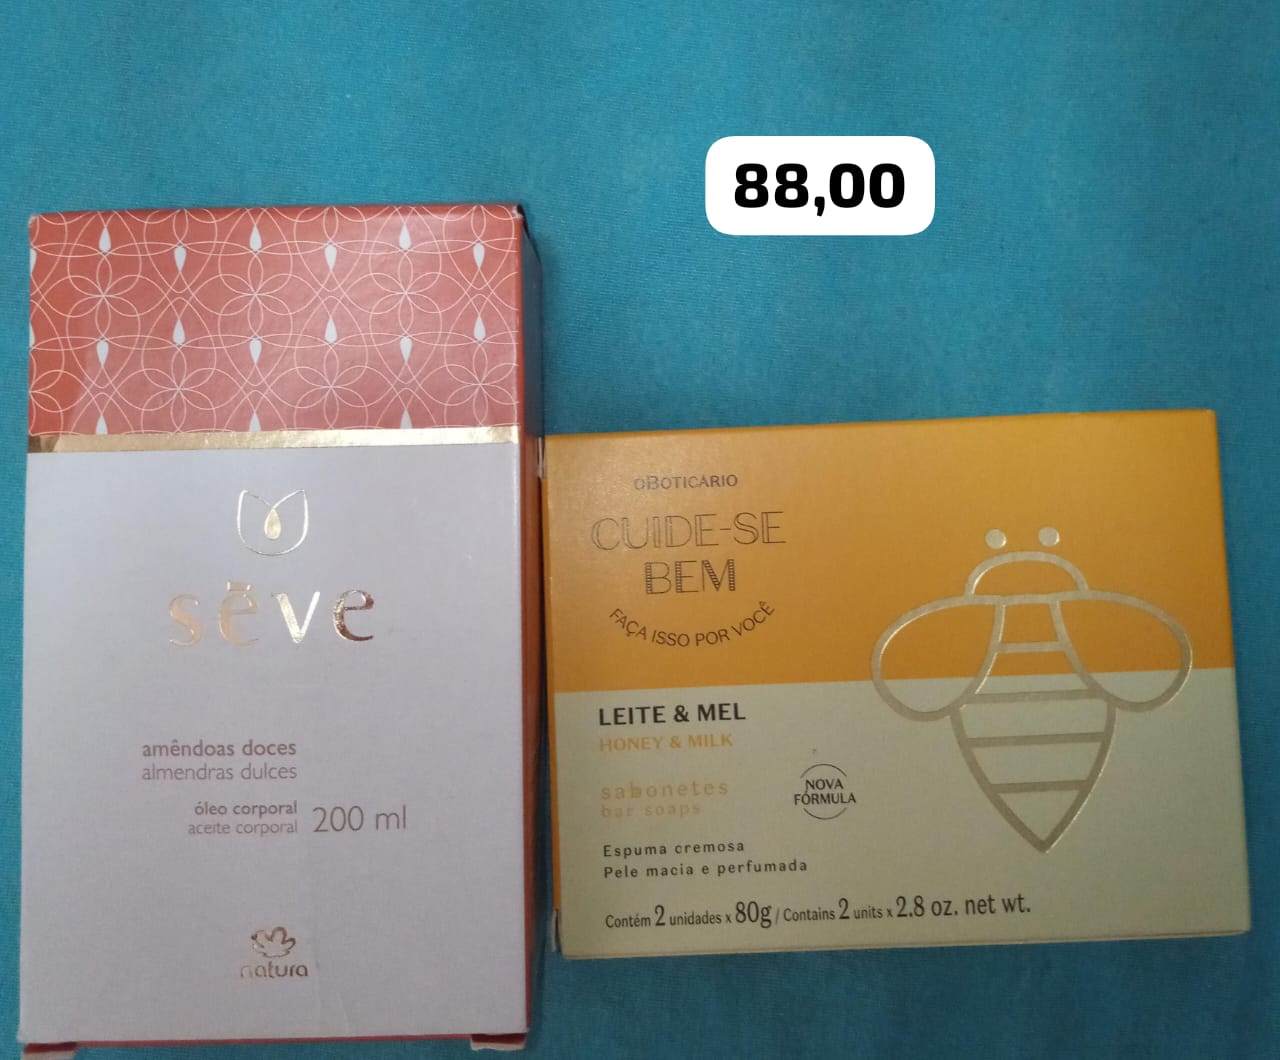 88,00
sève
amêndoas doces
almendras dulces
óleo corporal
aceite corporal
200 ml
natura
oBOTICÁRIO
CUIDE-SE
BEM
FAÇA ISSO POR VOCÊ
LEITE & MEL
HONEY & MILK
sabonetes
bar soaps
NOVA
FÓRMULA
Espuma cremosa
Pele macia e perfumada
Contém 2 unidades x 80g / Contains 2 units x 2.8 oz. net wt.